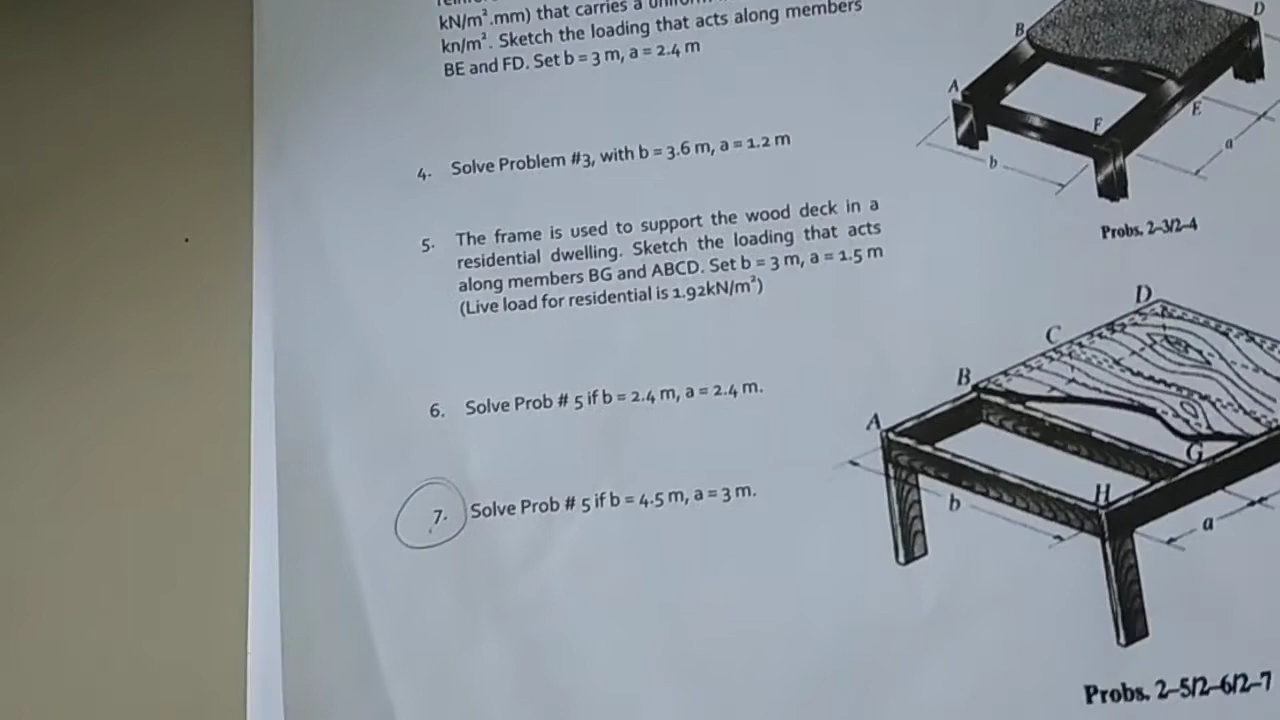 kN/m².mm) that carries a
kn/m². Sketch the loading that acts along members
BE and FD. Set b = 3 m, a = 2.4 m
4. Solve Problem #3, with b = 3.6 m, a = 1.2 m
5. The frame is used to support the wood deck in a
residential dwelling. Sketch the loading that acts
along members BG and ABCD. Set b = 3 m, a = 1.5 m
(Live load for residential is 1.92kN/m²)
6. Solve Prob # 5 if b = 2.4 m, a = 2.4 m.
7. Solve Prob # 5 if b = 4.5 m, a = 3 m.
B
D
A
F
E
b
a
Probs. 2–3/2–4
D
C
B
A
G
H
b
a
Probs. 2–5/2–6/2–7